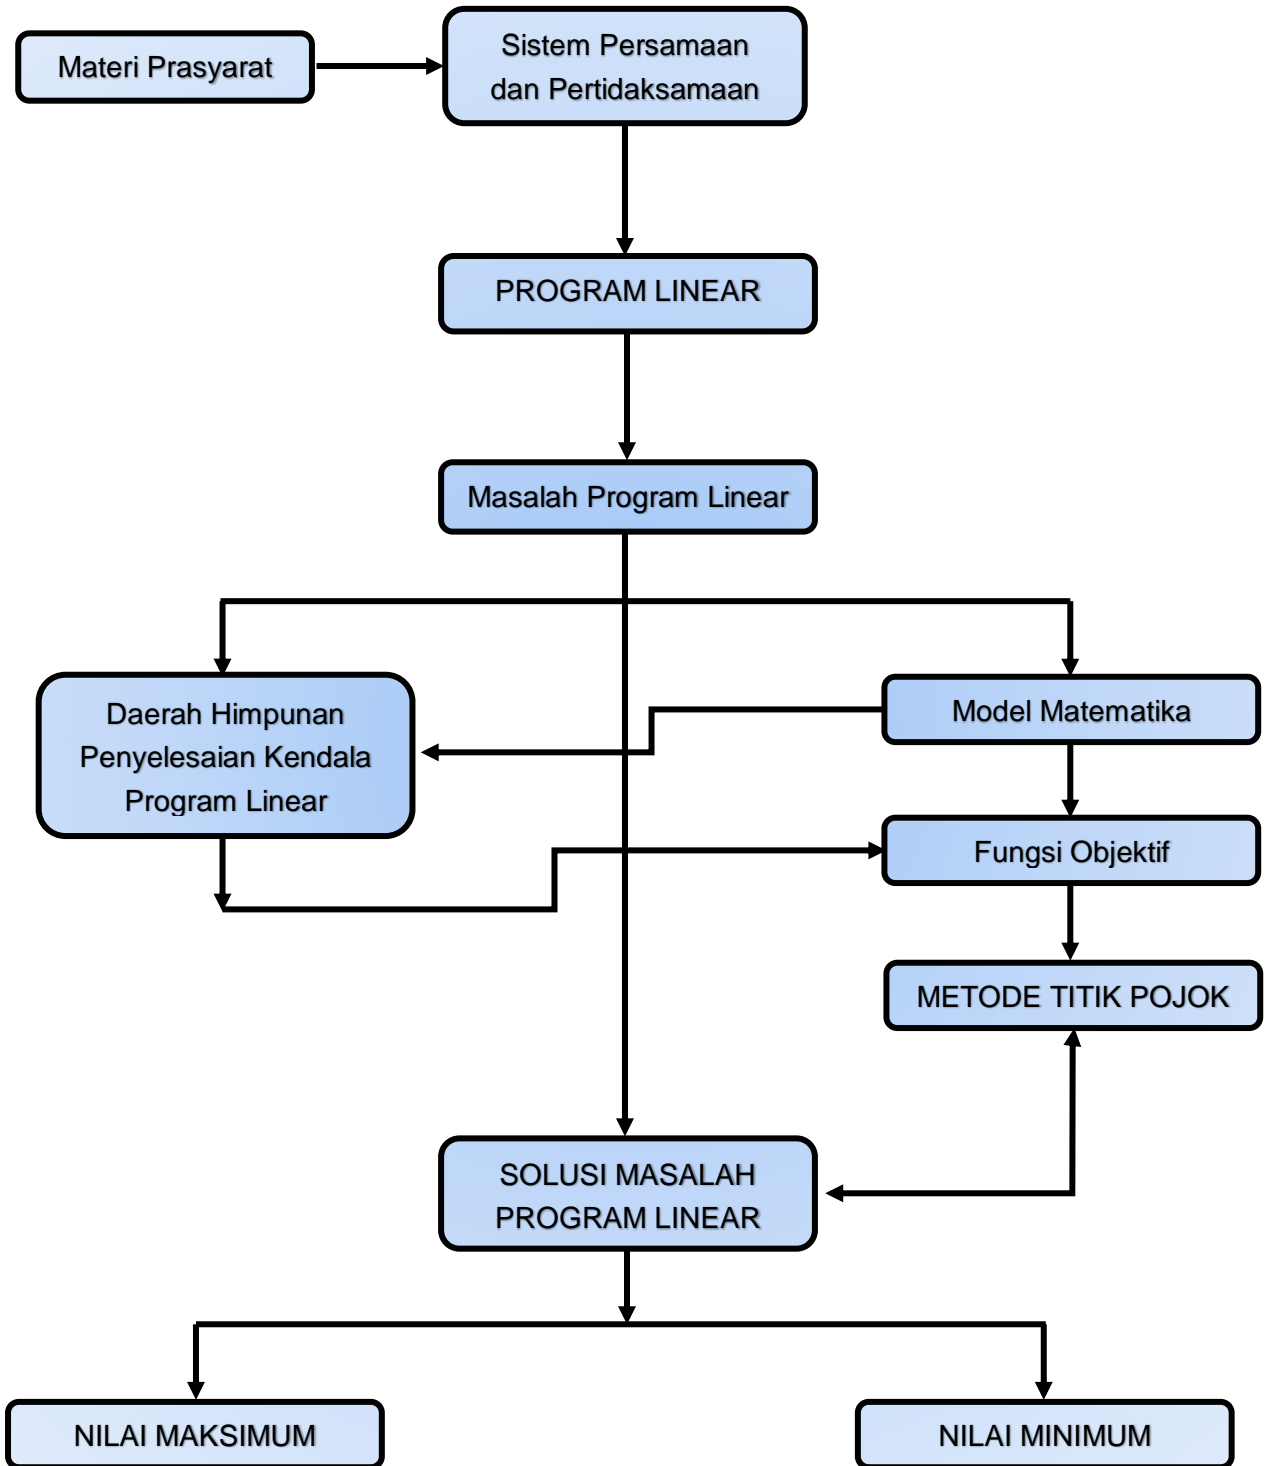 Materi Prasyarat
Sistem Persamaan
dan Pertidaksamaan
PROGRAM LINEAR
Masalah Program Linear
Daerah Himpunan
Penyelesaian Kendala
Program Linear
Model Matematika
Fungsi Objektif
METODE TITIK POJOK
SOLUSI MASALAH
PROGRAM LINEAR
NILAI MAKSIMUM
NILAI MINIMUM